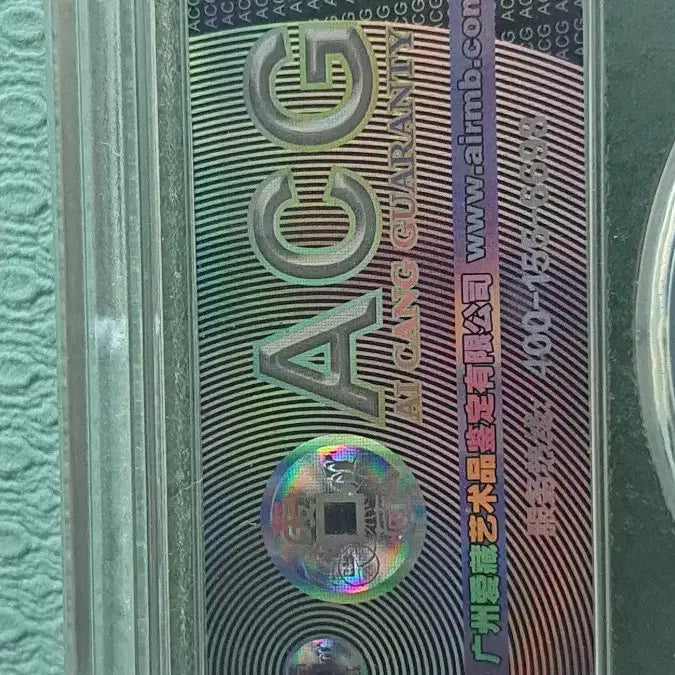 ACG
AI CANG GUARANTY
广州爱藏艺术品鉴定有限公司 www.airmb.com
服务热线: 400-155-6698